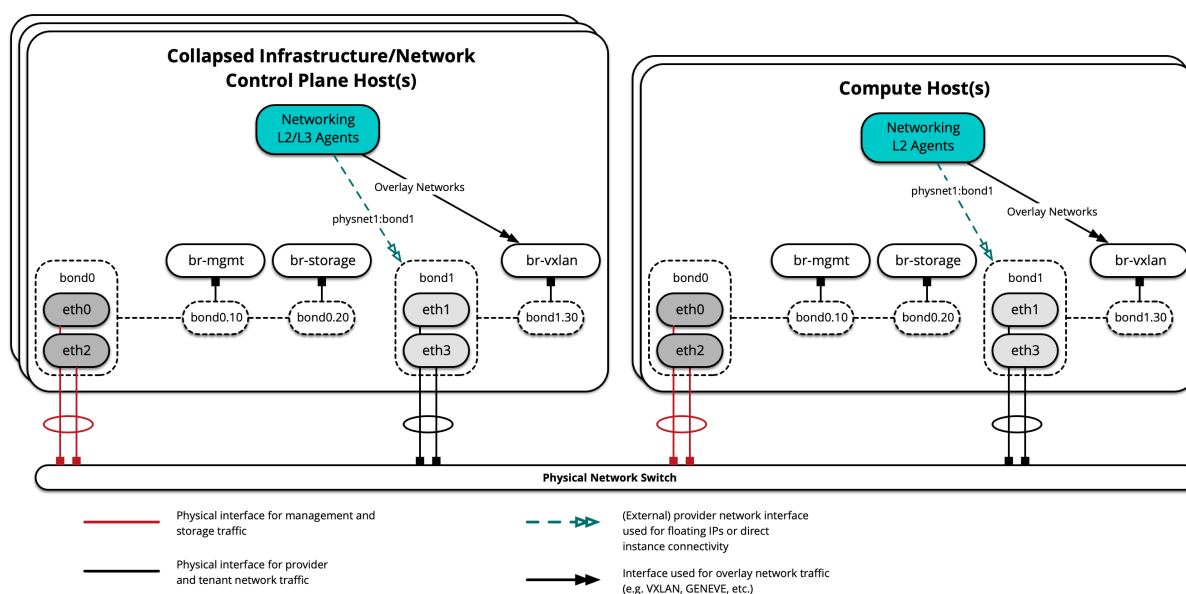 Collapsed Infrastructure/Network
Control Plane Host(s)
Networking
L2/L3 Agents
Overlay Networks
physnet1:bond1
br-mgmt
br-storage
br-vxlan
bond0
bond1
eth0
eth1
bond0.10
bond0.20
bond1.30
eth2
eth3
Compute Host(s)
Networking
L2 Agents
physnet1:bond1
Overlay Networks
br-mgmt
br-storage
br-vxlan
bond0
bond1
eth0
eth1
bond0.10
bond0.20
bond1.30
eth2
eth3
Physical Network Switch
Physical interface for management and
storage traffic
Physical interface for provider
and tenant network traffic
(External) provider network interface
used for floating IPs or direct
instance connectivity
Interface used for overlay network traffic
(e.g. VXLAN, GENEVE, etc.)